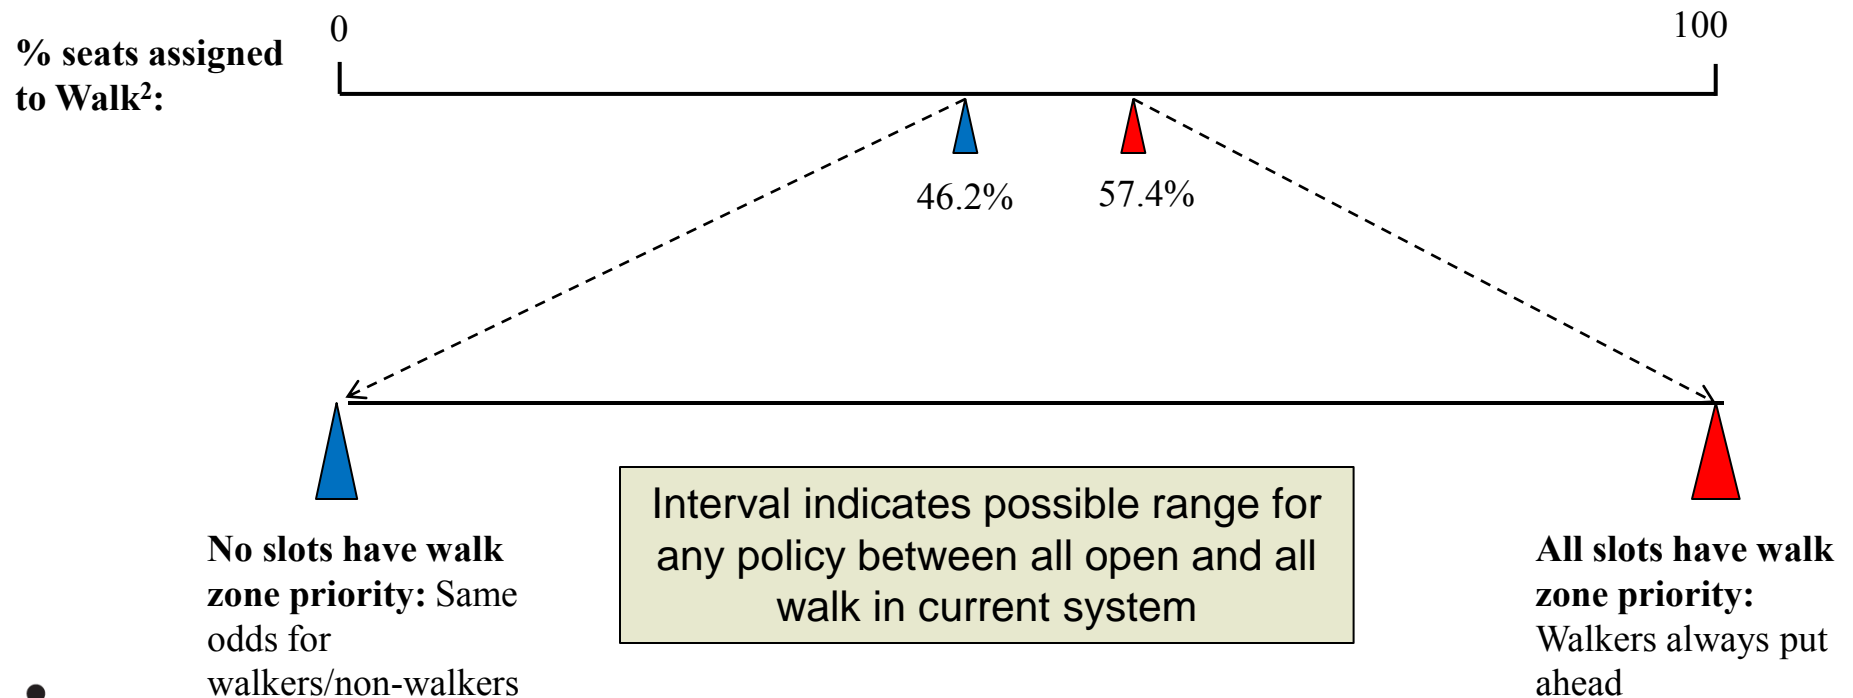 0
100
% seats assigned
to Walk²:
46.2%
57.4%
No slots have walk
zone priority: Same
odds for
walkers/non-walkers
Interval indicates possible range for
any policy between all open and all
walk in current system
All slots have walk
zone priority:
Walkers always put
ahead